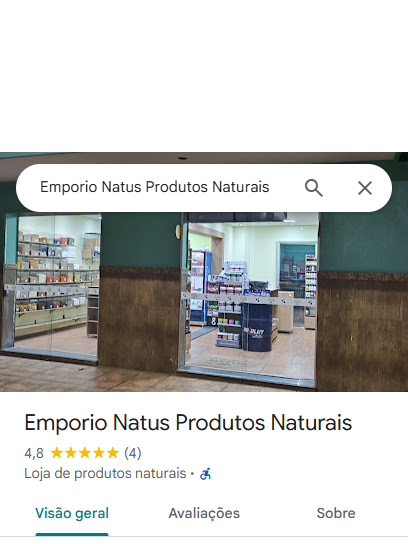 Emporio Natus Produtos Naturais
Emporio Natus Produtos Naturais
4,8 (4)
Loja de produtos naturais •
Visão geral
Avaliações
Sobre